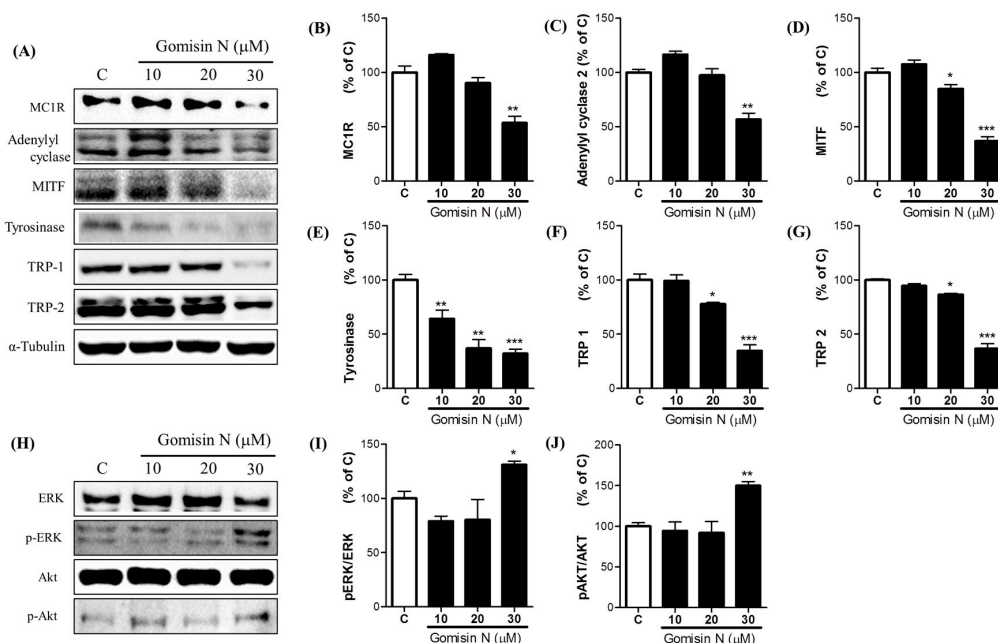 (A)
Gomisin N (μM)
C 10 20 30
MC1R
Adenylyl
cyclase
MITF
Tyrosinase
TRP-1
TRP-2
α-Tubulin
(B)
MC1R (% of C)
150
100
50
0
**
C 10 20 30
Gomisin N (μM)
(C)
Adenylyl cyclase 2 (% of C)
150
100
50
0
**
C 10 20 30
Gomisin N (μM)
(D)
MITF (% of C)
150
100
50
0
* ***
C 10 20 30
Gomisin N (μM)
(E)
Tyrosinase (% of C)
150
100
50
0
** ** ***
C 10 20 30
Gomisin N (μM)
(F)
TRP 1 (% of C)
150
100
50
0
* ***
C 10 20 30
Gomisin N (μM)
(G)
TRP 2 (% of C)
150
100
50
0
* ***
C 10 20 30
Gomisin N (μM)
(H)
Gomisin N (μM)
C 10 20 30
ERK
p-ERK
Akt
p-Akt
(I)
pERK/ERK (% of C)
150
100
50
0
*
C 10 20 30
Gomisin N (μM)
(J)
pAKT/AKT (% of C)
200
150
100
50
0
**
C 10 20 30
Gomisin N (μM)